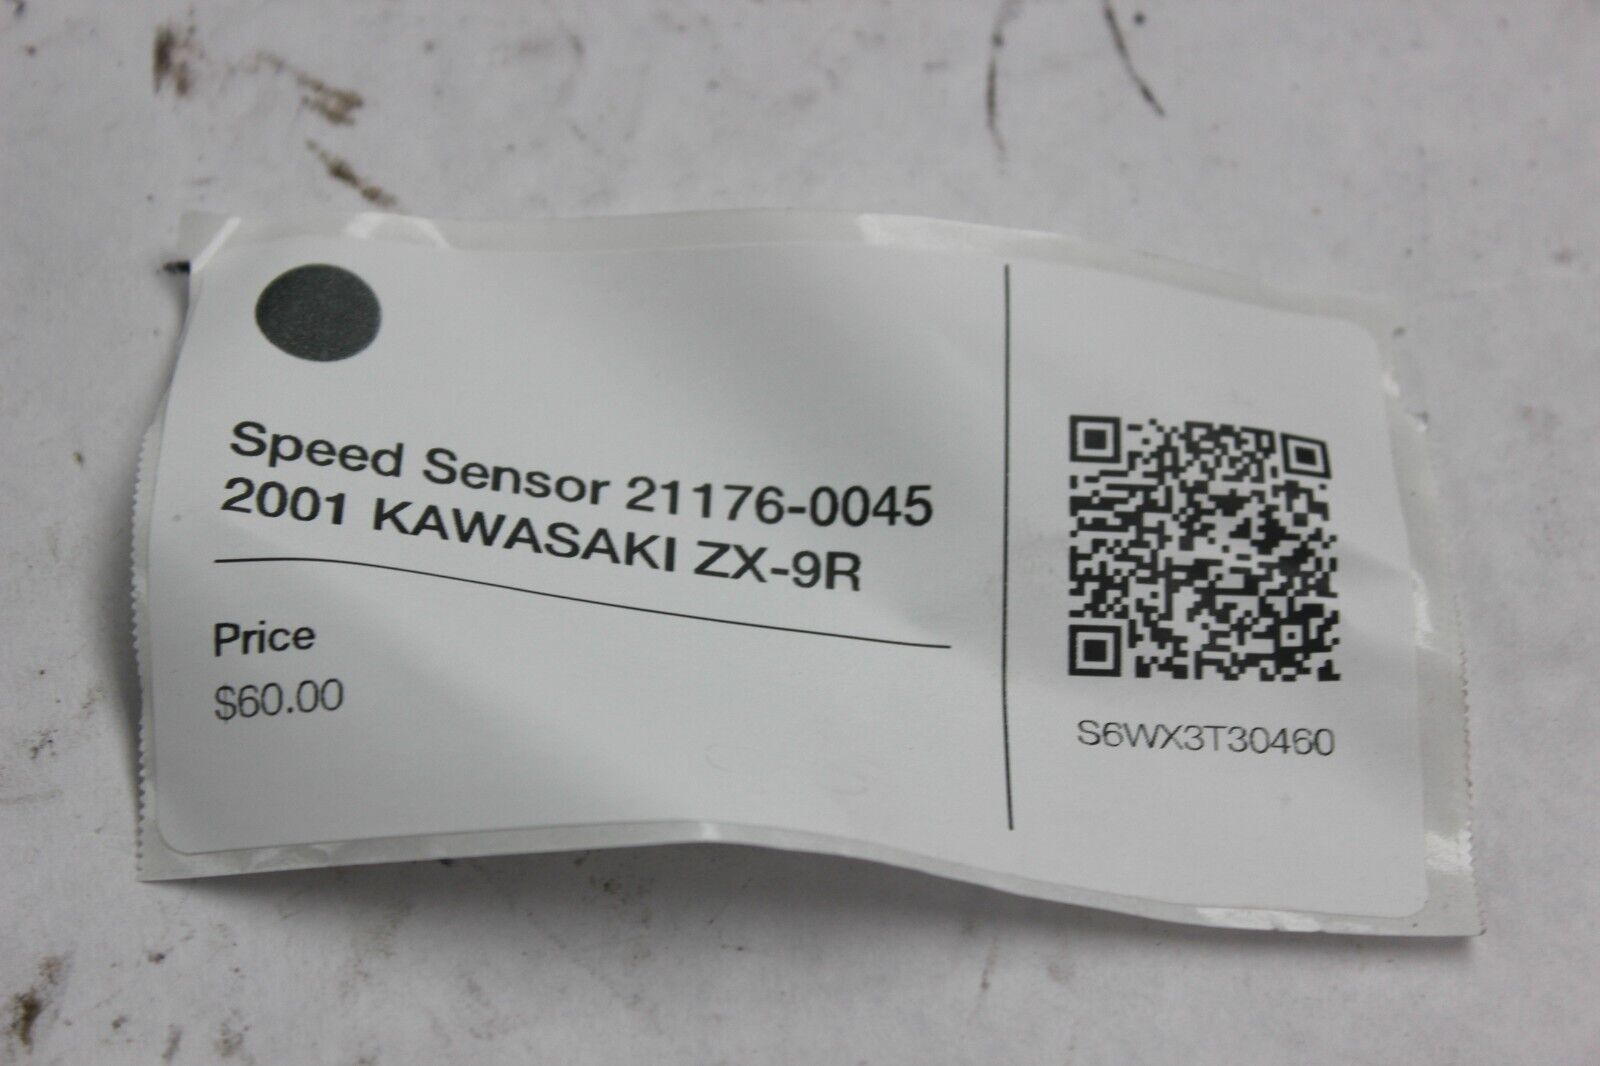 Speed Sensor 21176-0045
2001 KAWASAKI ZX-9R
Price
$60.00
S6WX3T30460